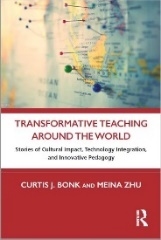 TRANSFORMATIVE TEACHING
AROUND THE WORLD
Stories of Cultural Impact, Technology Integration,
and Innovative Pedagogy
CURTIS J. BONK AND MEINA ZHU
R